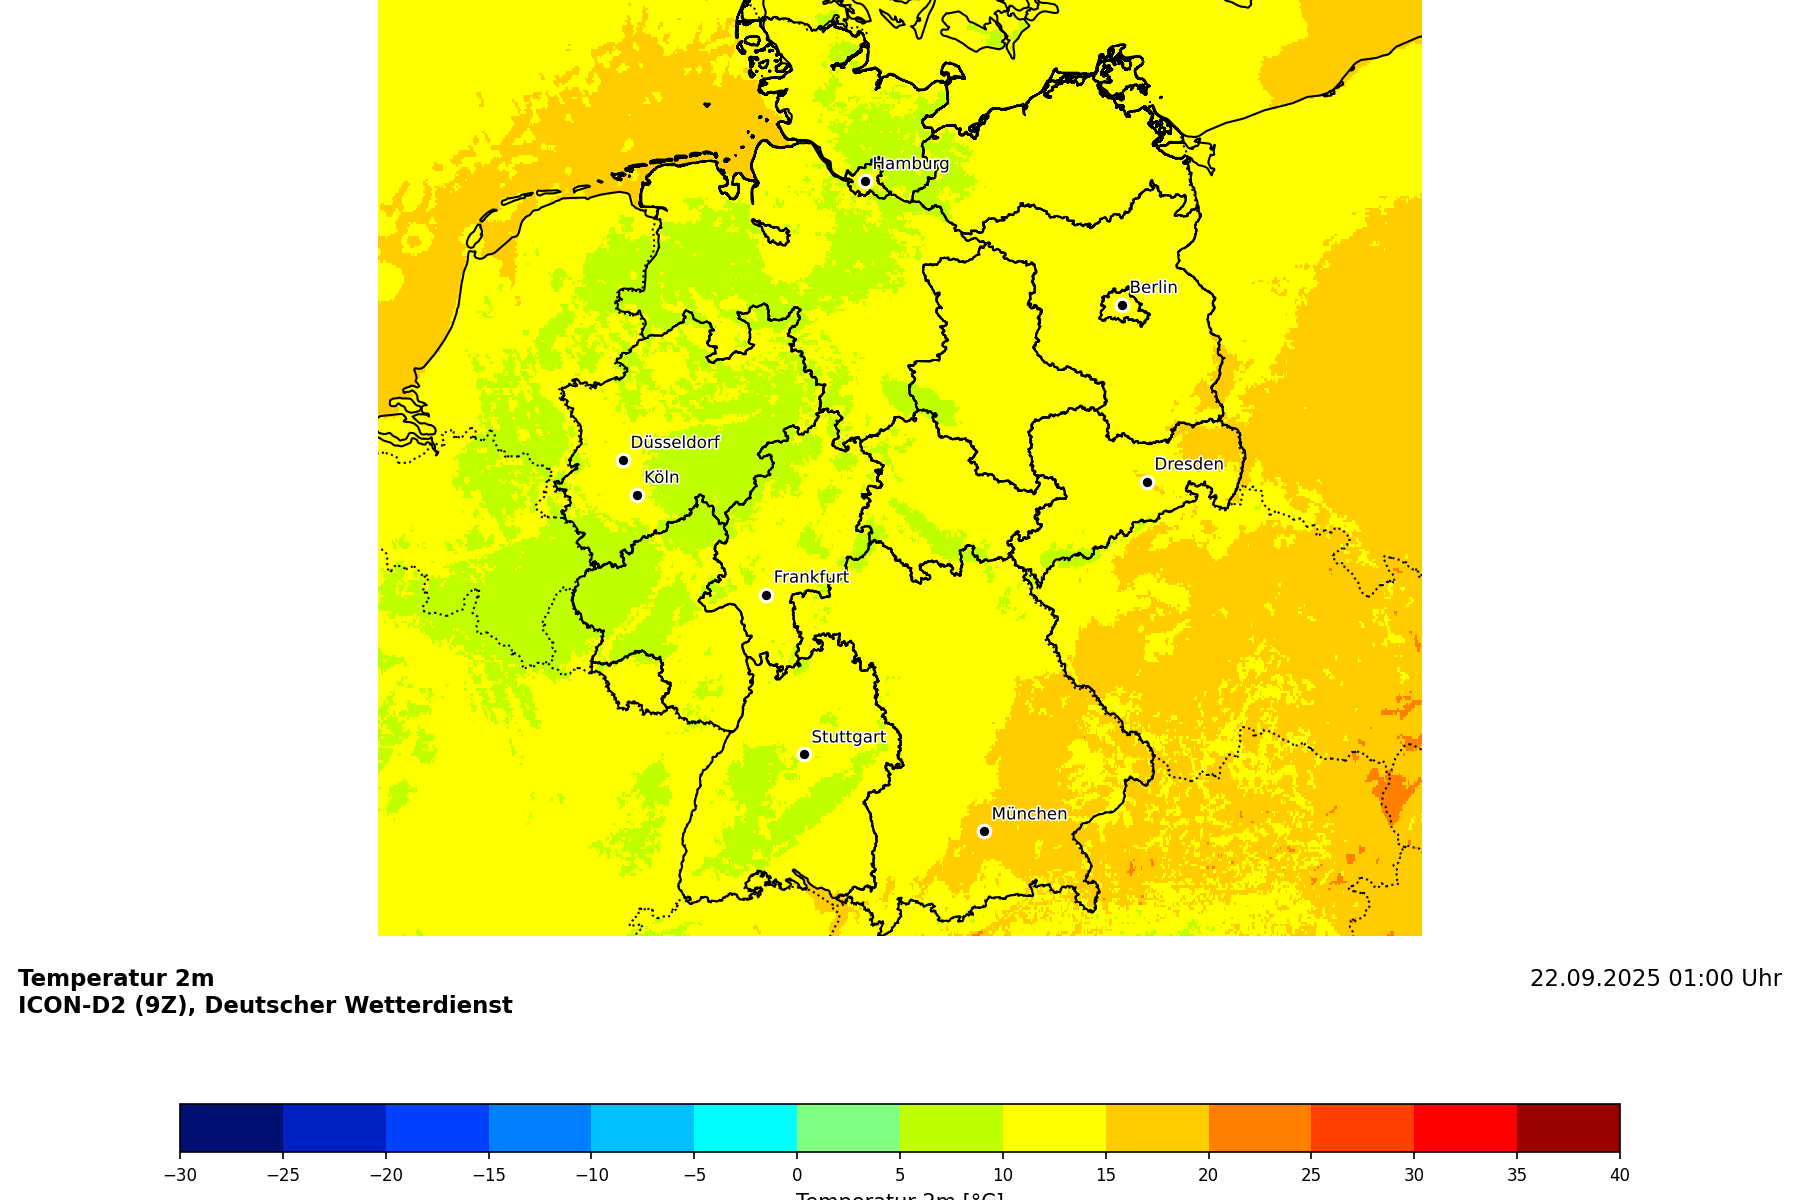 Hamburg
Berlin
Düsseldorf
Köln
Dresden
Frankfurt
Stuttgart
München
Temperatur 2m
ICON-D2 (9Z), Deutscher Wetterdienst
22.09.2025 01:00 Uhr
−30 −25 −20 −15 −10 −5 0 5 10 15 20 25 30 35 40
Temperatur 2m [°C]